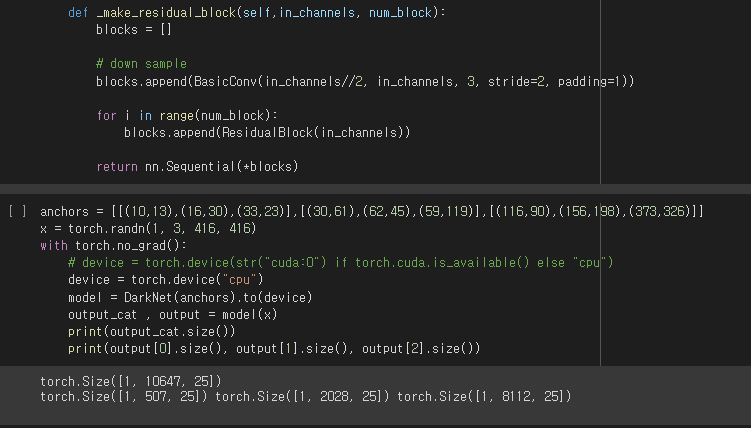 def _make_residual_block(self,in_channels, num_block):
blocks = []
# down sample
blocks.append(BasicConv(in_channels//2, in_channels, 3, stride=2, padding=1))
for i in range(num_block):
blocks.append(ResidualBlock(in_channels))
return nn.Sequential(*blocks)
[ ] anchors = [[(10,13),(16,30),(33,23)],[(30,61),(62,45),(59,119)],[(116,90),(156,198),(373,326)]]
x = torch.randn(1, 3, 416, 416)
with torch.no_grad():
# device = torch.device(str("cuda:0") if torch.cuda.is_available() else "cpu")
device = torch.device("cpu")
model = DarkNet(anchors).to(device)
output_cat , output = model(x)
print(output_cat.size())
print(output[0].size(), output[1].size(), output[2].size())
torch.Size([1, 10647, 25])
torch.Size([1, 507, 25]) torch.Size([1, 2028, 25]) torch.Size([1, 8112, 25])